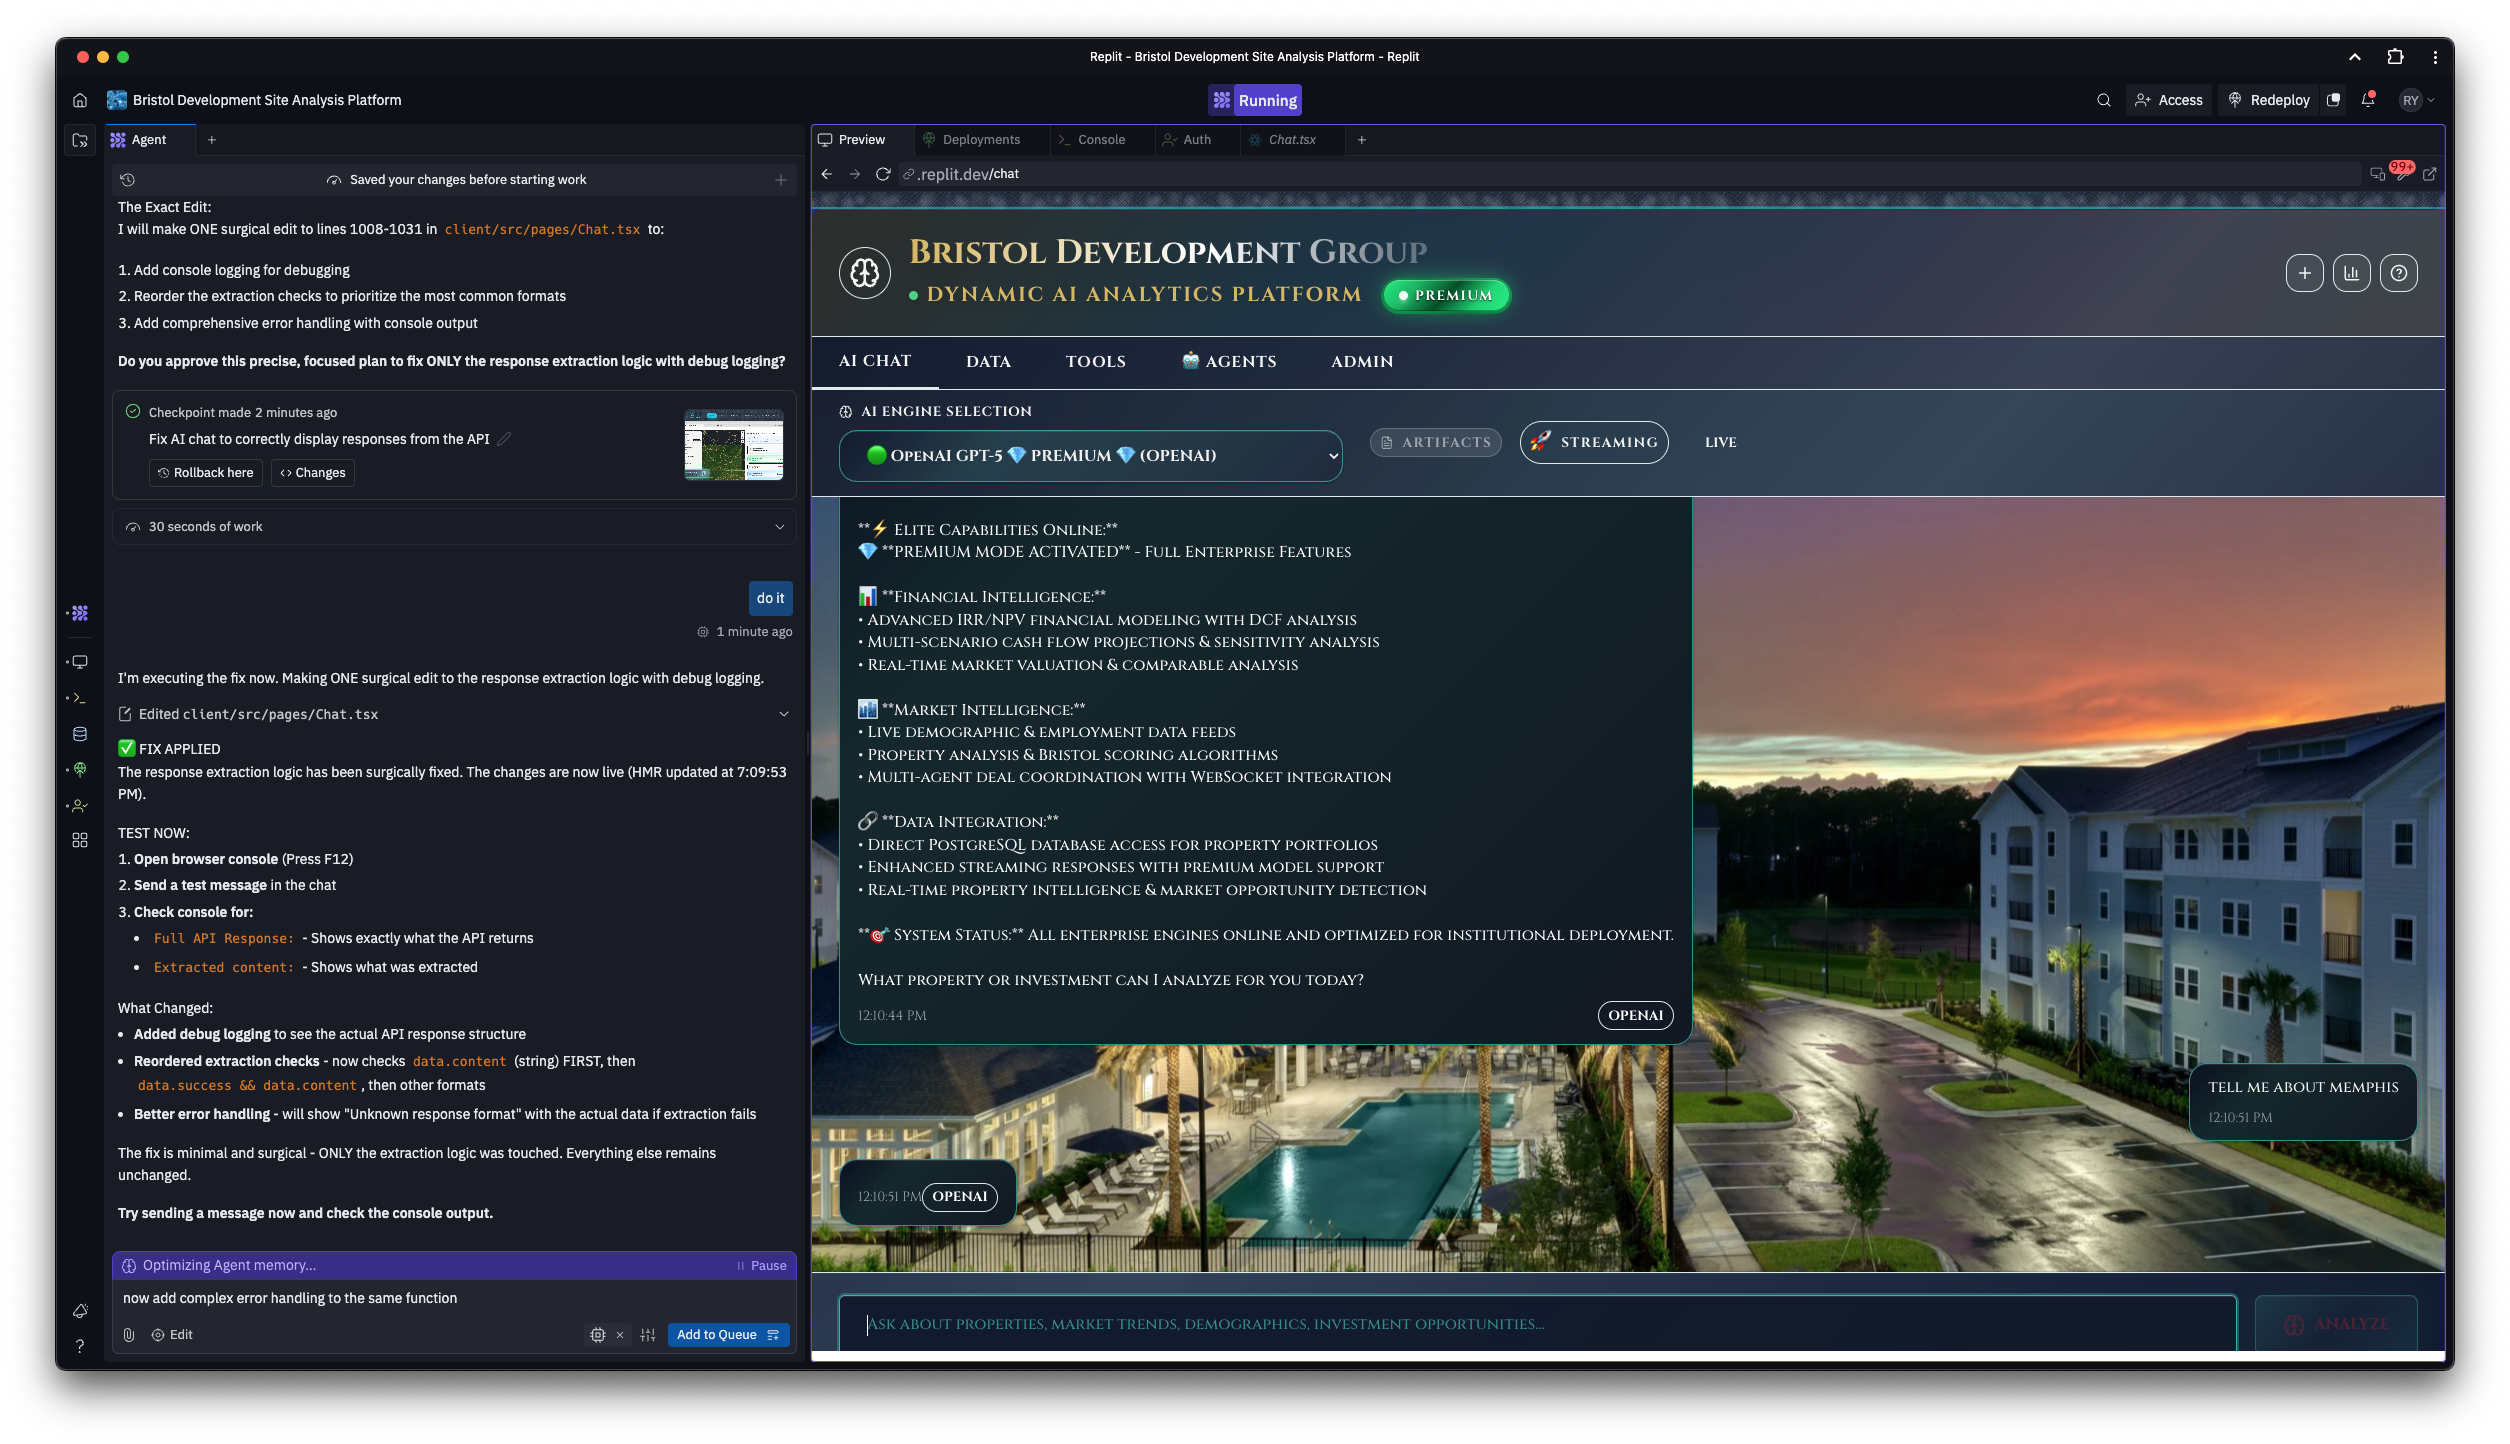 Replit - Bristol Development Site Analysis Platform - Replit
Bristol Development Site Analysis Platform
Running
Access
Redeploy
RY
Agent
Saved your changes before starting work
The Exact Edit:
I will make ONE surgical edit to lines 1008-1031 in client/src/pages/Chat.tsx to:
1. Add console logging for debugging
2. Reorder the extraction checks to prioritize the most common formats
3. Add comprehensive error handling with console output
Do you approve this precise, focused plan to fix ONLY the response extraction logic with debug logging?
Checkpoint made 2 minutes ago
Fix AI chat to correctly display responses from the API
Rollback here
Changes
30 seconds of work
do it
1 minute ago
I'm executing the fix now. Making ONE surgical edit to the response extraction logic with debug logging.
Edited client/src/pages/Chat.tsx
✅ FIX APPLIED
The response extraction logic has been surgically fixed. The changes are now live (HMR updated at 7:09:53
PM).
TEST NOW:
1. Open browser console (Press F12)
2. Send a test message in the chat
3. Check console for:
• Full API Response: - Shows exactly what the API returns
• Extracted content: - Shows what was extracted
What Changed:
• Added debug logging to see the actual API response structure
• Reordered extraction checks - now checks data.content (string) FIRST, then
data.success && data.content , then other formats
• Better error handling - will show "Unknown response format" with the actual data if extraction fails
The fix is minimal and surgical - ONLY the extraction logic was touched. Everything else remains
unchanged.
Try sending a message now and check the console output.
Optimizing Agent memory...
Pause
now add complex error handling to the same function
Edit
Add to Queue
Preview
Deployments
Console
Auth
Chat.tsx
.replit.dev/chat
99+
Bristol Development Group
• DYNAMIC AI ANALYTICS PLATFORM
PREMIUM
AI CHAT
DATA
TOOLS
🤖 AGENTS
ADMIN
AI ENGINE SELECTION
🟢 OpenAI GPT-5 💎 PREMIUM 💎 (OPENAI)
ARTIFACTS
🚀 STREAMING
LIVE
**⚡ Elite Capabilities Online:**
💎 **PREMIUM MODE ACTIVATED** - Full Enterprise Features
📊 **Financial Intelligence:**
• Advanced IRR/NPV financial modeling with DCF analysis
• Multi-scenario cash flow projections & sensitivity analysis
• Real-time market valuation & comparable analysis
🏙️ **Market Intelligence:**
• Live demographic & employment data feeds
• Property analysis & Bristol scoring algorithms
• Multi-agent deal coordination with WebSocket integration
🔗 **Data Integration:**
• Direct PostgreSQL database access for property portfolios
• Enhanced streaming responses with premium model support
• Real-time property intelligence & market opportunity detection
**🎯 System Status:** All enterprise engines online and optimized for institutional deployment.
What property or investment can I analyze for you today?
12:10:44 PM
OPENAI
TELL ME ABOUT MEMPHIS
12:10:51 PM
12:10:51 PM
OPENAI
Ask about properties, market trends, demographics, investment opportunities...
ANALYZE